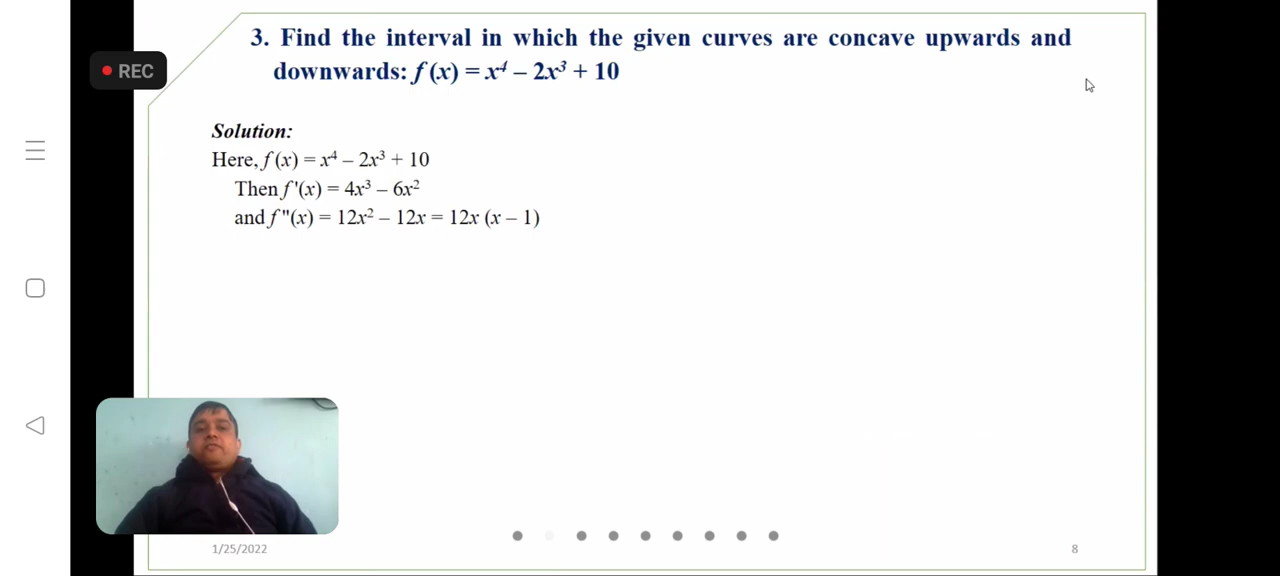 3. Find the interval in which the given curves are concave upwards and
downwards: f (x) = x⁴ – 2x³ + 10
REC
Solution:
Here, f (x) = x⁴ – 2x³ + 10
Then f '(x) = 4x³ – 6x²
and f "(x) = 12x² – 12x = 12x (x – 1)
1/25/2022
8